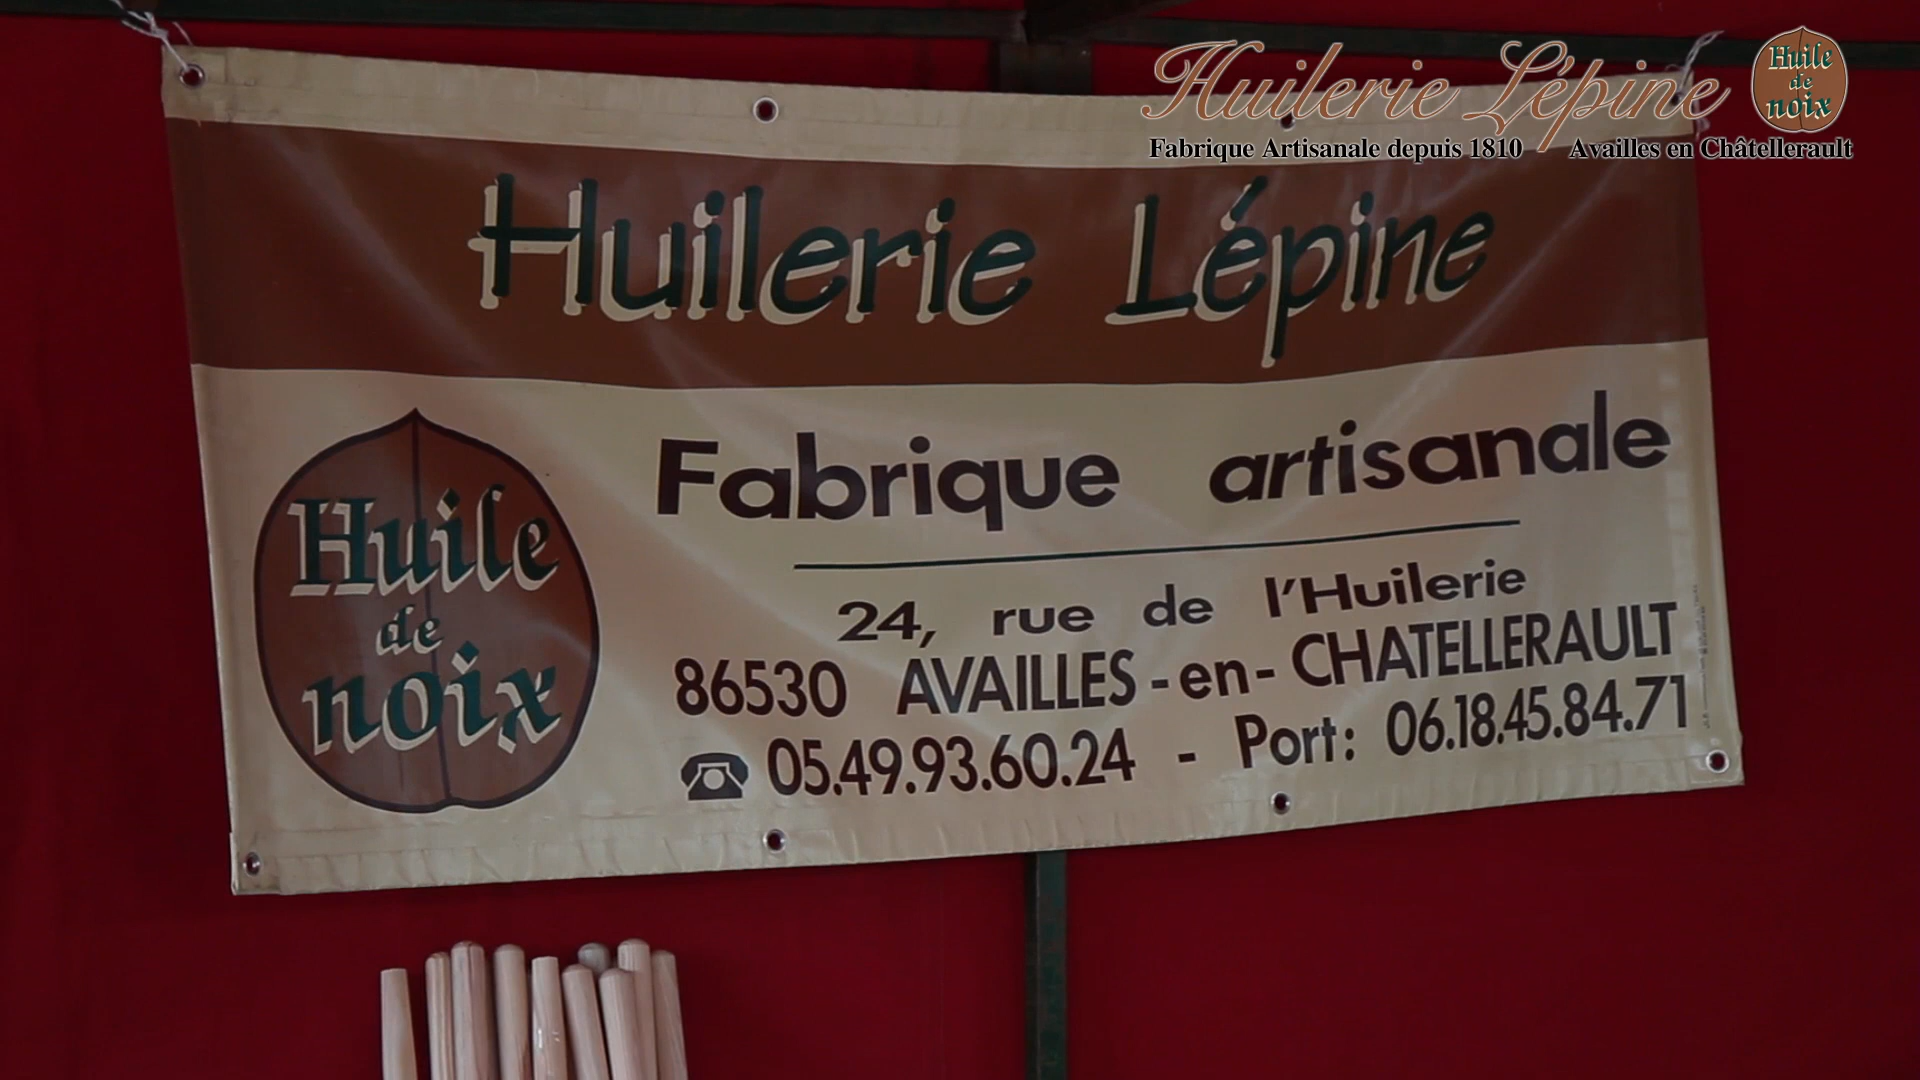 Huilerie Lépine
Huile
de
noix
Fabrique Artisanale depuis 1810 Availles en Châtellerault
Huilerie Lépine
Huile
de
noix
Fabrique artisanale
24, rue de l'Huilerie
86530 AVAILLES-en-CHATELLERAULT
☎ 05.49.93.60.24 - Port: 06.18.45.84.71